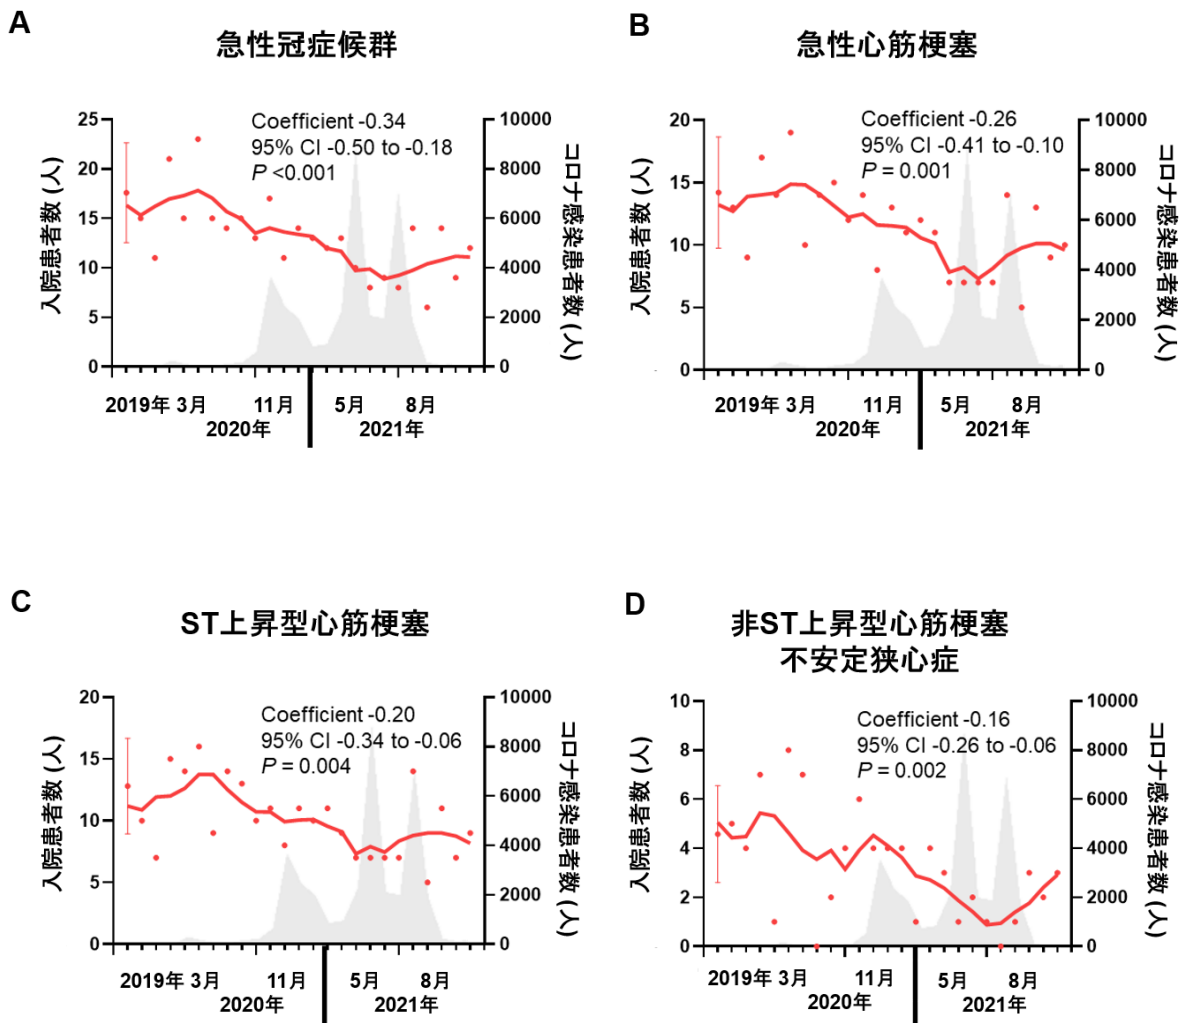 A
急性冠症候群
Coefficient -0.34
95% CI -0.50 to -0.18
P <0.001
入院患者数 (人)
25
20
15
10
5
0
コロナ感染患者数 (人)
10000
8000
6000
4000
2000
0
2019年 3月 11月 5月 8月
2020年 2021年
B
急性心筋梗塞
Coefficient -0.26
95% CI -0.41 to -0.10
P = 0.001
入院患者数 (人)
20
15
10
5
0
コロナ感染患者数 (人)
10000
8000
6000
4000
2000
0
2019年 3月 11月 5月 8月
2020年 2021年
C
ST上昇型心筋梗塞
Coefficient -0.20
95% CI -0.34 to -0.06
P = 0.004
入院患者数 (人)
20
15
10
5
0
コロナ感染患者数 (人)
10000
8000
6000
4000
2000
0
2019年 3月 11月 5月 8月
2020年 2021年
D
非ST上昇型心筋梗塞
不安定狭心症
Coefficient -0.16
95% CI -0.26 to -0.06
P = 0.002
入院患者数 (人)
10
8
6
4
2
0
コロナ感染患者数 (人)
10000
8000
6000
4000
2000
0
2019年 3月 11月 5月 8月
2020年 2021年